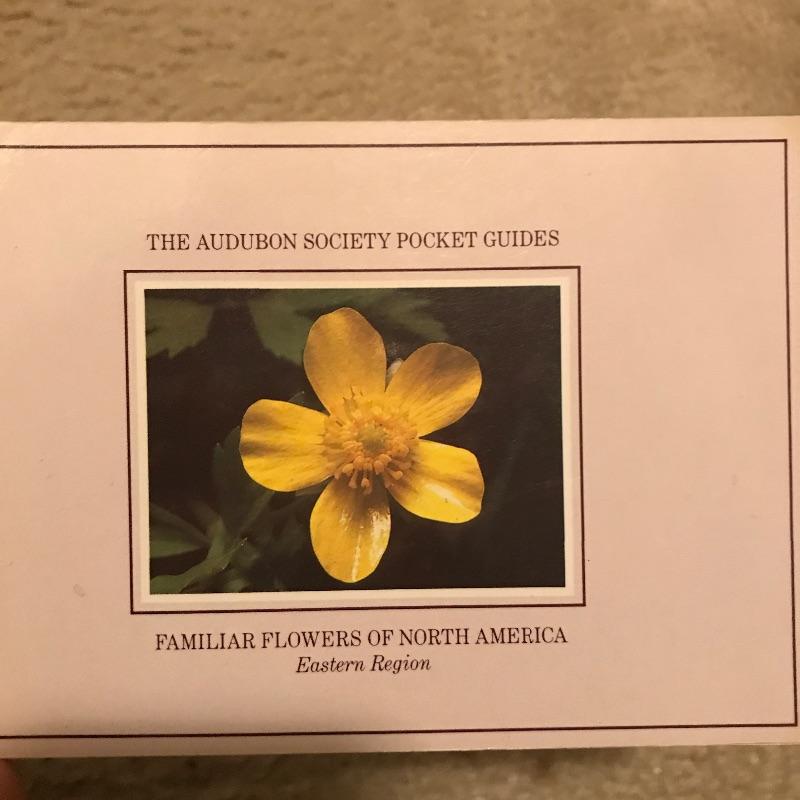 THE AUDUBON SOCIETY POCKET GUIDES
FAMILIAR FLOWERS OF NORTH AMERICA
Eastern Region